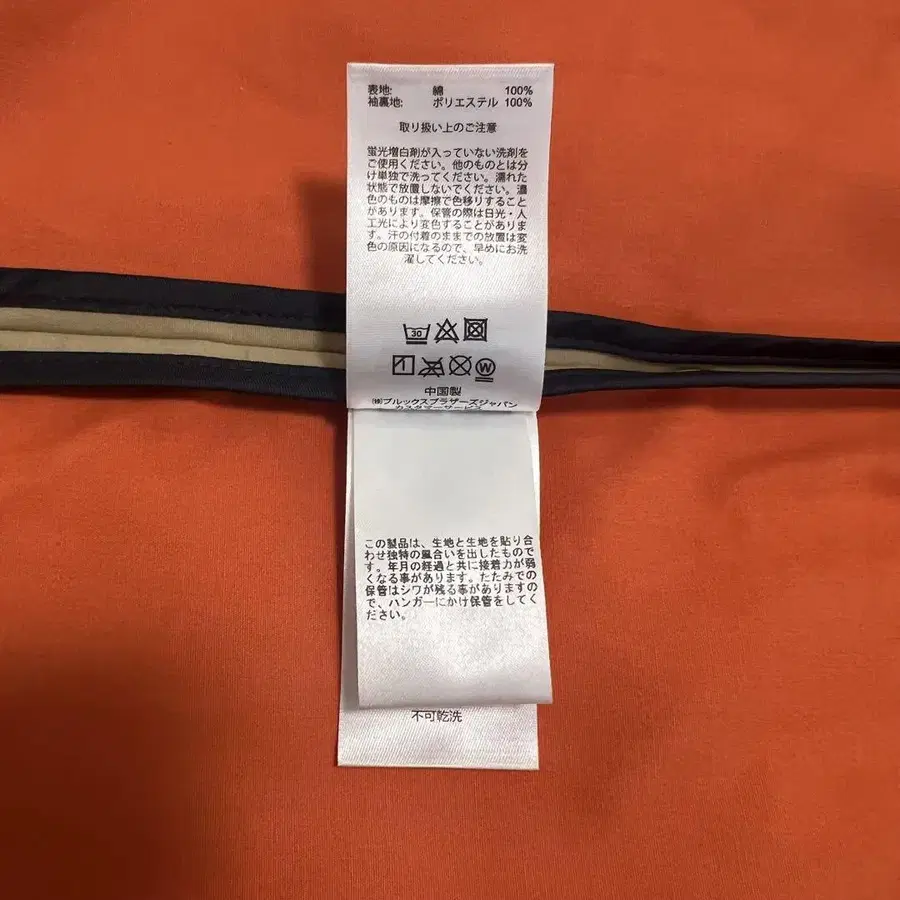 表地: 綿 100%
袖裏地: ポリエステル 100%
取り扱い上のご注意
蛍光増白剤が入っていない洗剤を
ご使用ください。他のものとは分
け単独で洗ってください。濡れた
状態で放置しないでください。濃
色のものは摩擦で色移りすること
があります。保管の際は日光・人
工光により変色することがありま
す。汗の付着のままでの放置は変
色の原因になるので、早めにお洗
濯してください。
30
W
中国製
㈱ブルックスブラザーズジャパン
カスタマーサービス
この製品は、生地と生地を貼り合
わせ独特の風合いを出したもので
す。年月の経過と共に接着力が弱
くなる事があります。たたみでの
保管はシワが残る事がありますの
で、ハンガーにかけ保管をしてく
ださい。
不可乾洗